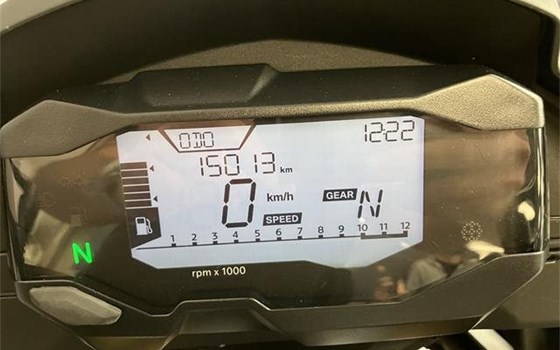 ODO
12:22
15013 km
0 km/h
GEAR N
SPEED
1 2 3 4 5 6 7 8 9 10 11 12
N
rpm x 1000